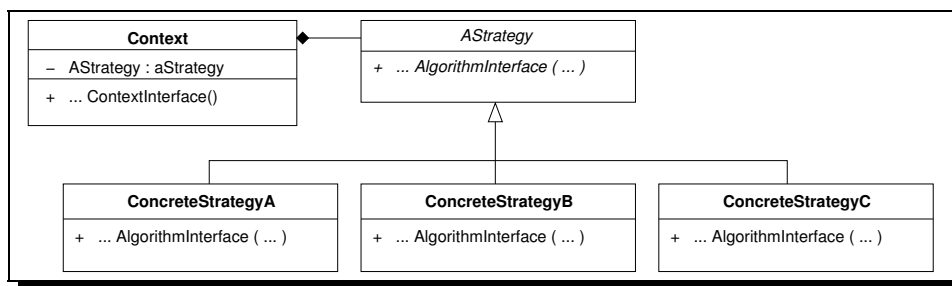 Context
− AStrategy : aStrategy
+ ... ContextInterface()
AStrategy
+ ... AlgorithmInterface ( ... )
ConcreteStrategyA
+ ... AlgorithmInterface ( ... )
ConcreteStrategyB
+ ... AlgorithmInterface ( ... )
ConcreteStrategyC
+ ... AlgorithmInterface ( ... )